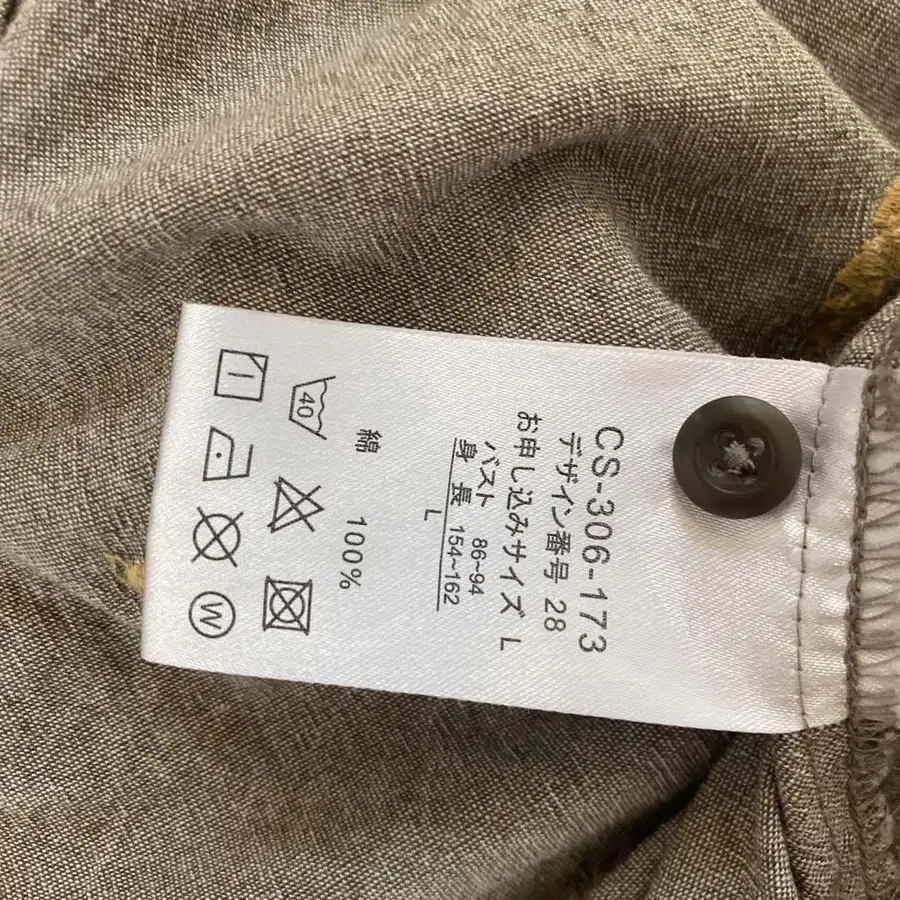 CS-306-173
デザイン番号 28
お申し込みサイズ L
バスト 86~94
身 長 154~162
L
綿 100%
40
W